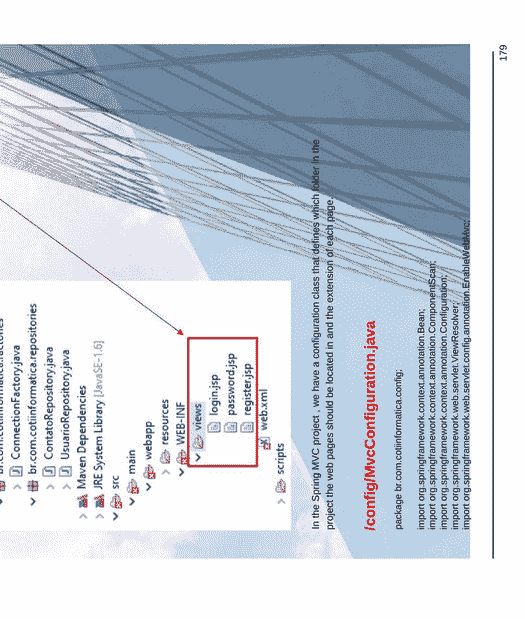 br.com.cotiinformatica.factories
ConnectionFactory.java
br.com.cotiinformatica.repositories
ContatoRepository.java
UsuarioRepository.java
Maven Dependencies
JRE System Library [JavaSE-1.6]
src
main
webapp
resources
WEB-INF
views
login.jsp
password.jsp
register.jsp
web.xml
scripts
In the Spring MVC project , we have a configuration class that defines which folder in the
project the web pages should be located in and the extension of each page.
/config/MvcConfiguration.java
package br.com.cotiinformatica.config;
import org.springframework.context.annotation.Bean;
import org.springframework.context.annotation.ComponentScan;
import org.springframework.context.annotation.Configuration;
import org.springframework.web.servlet.ViewResolver;
import org.springframework.web.servlet.config.annotation.EnableWebMvc;
179